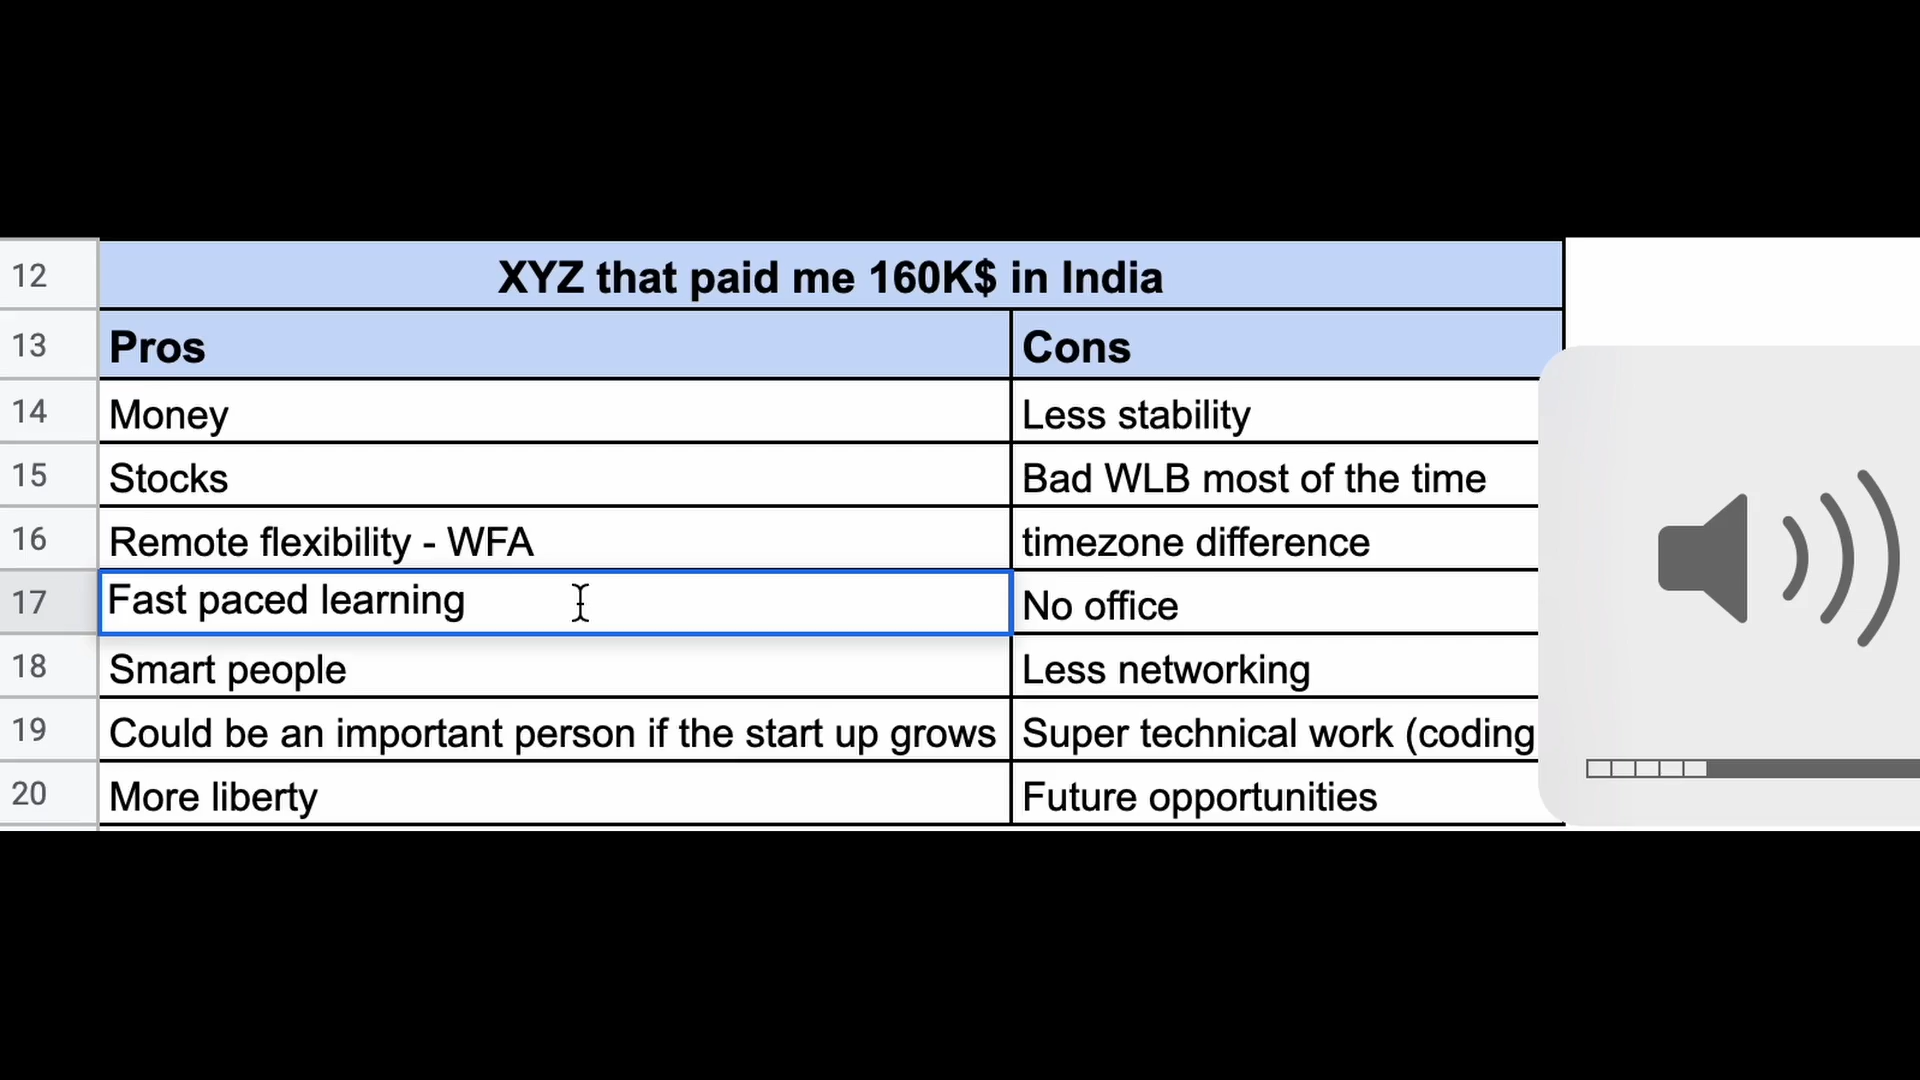 12 XYZ that paid me 160K$ in India
13 Pros Cons
14 Money Less stability
15 Stocks Bad WLB most of the time
16 Remote flexibility - WFA timezone difference
17 Fast paced learning No office
18 Smart people Less networking
19 Could be an important person if the start up grows Super technical work (coding
20 More liberty Future opportunities